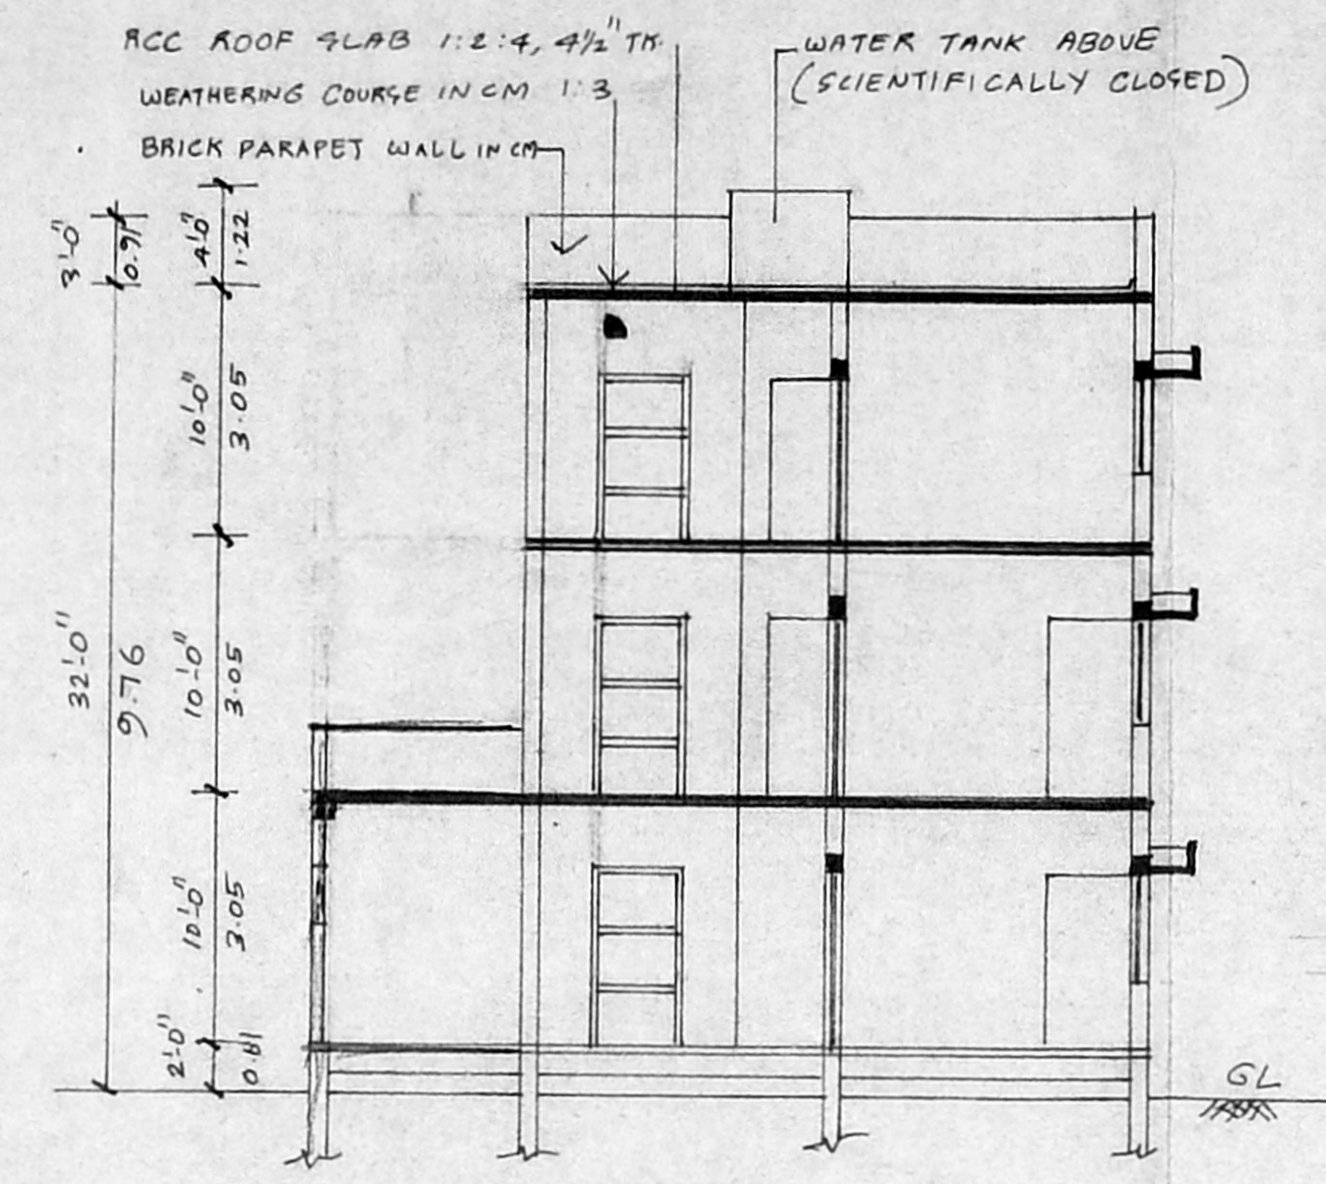 RCC ROOF SLAB 1:2:4, 4½" TK.
WEATHERING COURSE IN CM 1:3
BRICK PARAPET WALL IN CM
WATER TANK ABOVE
(SCIENTIFICALLY CLOSED)
3'-0"
0.91
4'-0"
1.22
10'-0"
3.05
32'-0"
9.76
10'-0"
3.05
10'-0"
3.05
2'-0"
0.61
GL